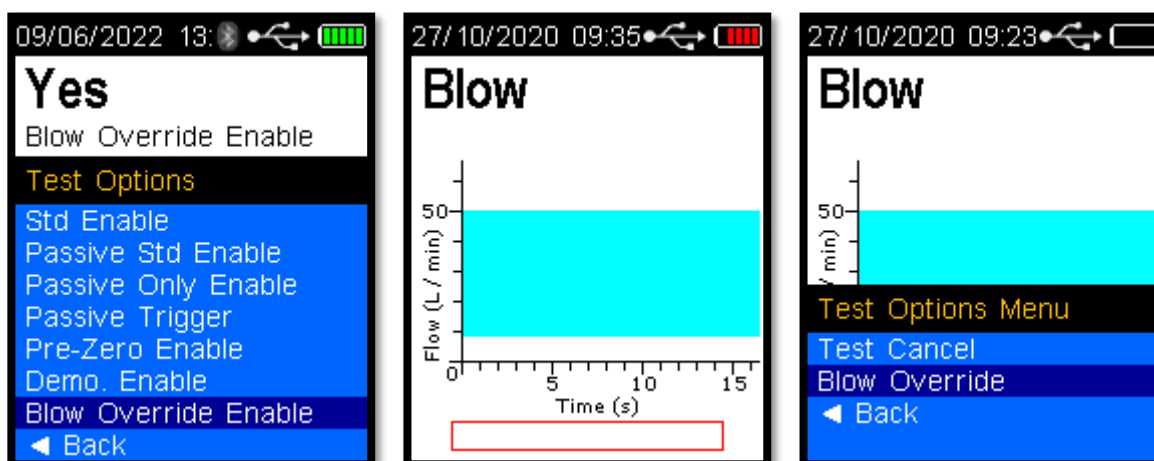 09/06/2022 13:
Yes
Blow Override Enable
Test Options
Std Enable
Passive Std Enable
Passive Only Enable
Passive Trigger
Pre-Zero Enable
Demo. Enable
Blow Override Enable
◄ Back
27/10/2020 09:35
Blow
50
Flow (L / min)
0
5
10
15
Time (s)
27/10/2020 09:23
Blow
50
/ min)
Test Options Menu
Test Cancel
Blow Override
◄ Back